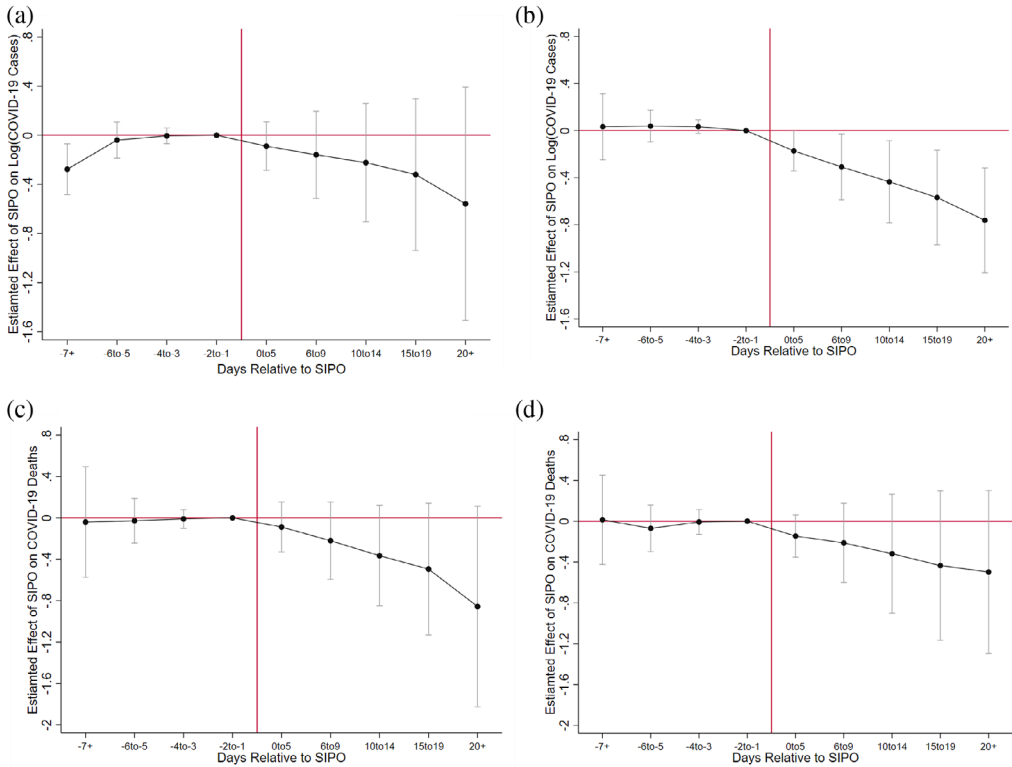 (a)
Estiamted Effect of SIPO on Log(COVID-19 Cases)
.8
.4
0
-.4
-.8
-1.2
-1.6
-7+ -6to-5 -4to-3 -2to-1 0to5 6to9 10to14 15to19 20+
Days Relative to SIPO
(b)
Estiamted Effect of SIPO on Log(COVID-19 Cases)
.8
.4
0
-.4
-.8
-1.2
-1.6
-7+ -6to-5 -4to-3 -2to-1 0to5 6to9 10to14 15to19 20+
Days Relative to SIPO
(c)
Estiamted Effect of SIPO on COVID-19 Deaths
.8
.4
0
-.4
-.8
-1.2
-1.6
-2
-7+ -6to-5 -4to-3 -2to-1 0to5 6to9 10to14 15to19 20+
Days Relative to SIPO
(d)
Estiamted Effect of SIPO on COVID-19 Deaths
.8
.4
0
-.4
-.8
-1.2
-1.6
-2
-7+ -6to-5 -4to-3 -2to-1 0to5 6to9 10to14 15to19 20+
Days Relative to SIPO